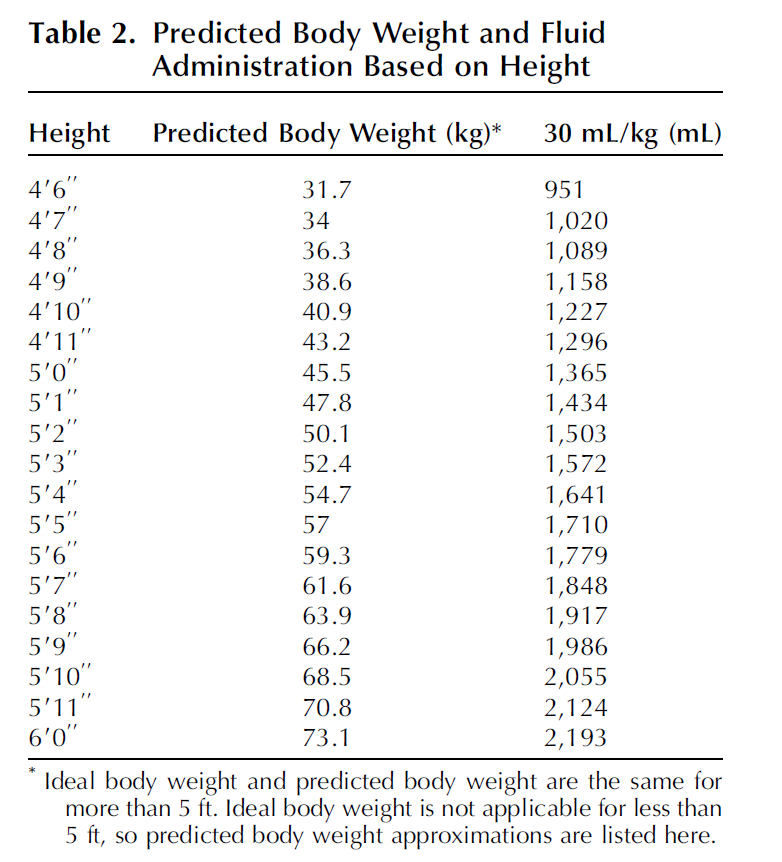 Table 2. Predicted Body Weight and Fluid
Administration Based on Height
Height Predicted Body Weight (kg)* 30 mL/kg (mL)
4′6″ 31.7 951
4′7″ 34 1,020
4′8″ 36.3 1,089
4′9″ 38.6 1,158
4′10″ 40.9 1,227
4′11″ 43.2 1,296
5′0″ 45.5 1,365
5′1″ 47.8 1,434
5′2″ 50.1 1,503
5′3″ 52.4 1,572
5′4″ 54.7 1,641
5′5″ 57 1,710
5′6″ 59.3 1,779
5′7″ 61.6 1,848
5′8″ 63.9 1,917
5′9″ 66.2 1,986
5′10″ 68.5 2,055
5′11″ 70.8 2,124
6′0″ 73.1 2,193
* Ideal body weight and predicted body weight are the same for
more than 5 ft. Ideal body weight is not applicable for less than
5 ft, so predicted body weight approximations are listed here.